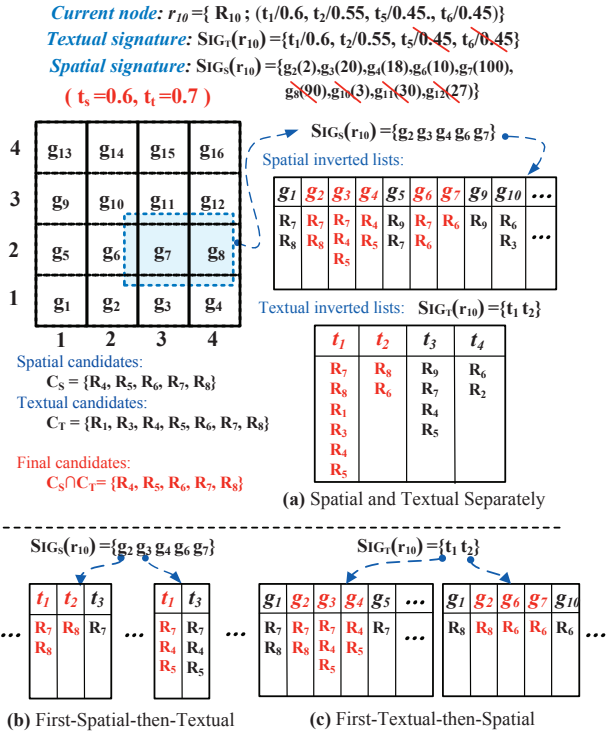 Current node: r10={ R10 ; (t1/0.6, t2/0.55, t5/0.45., t6/0.45)}
Textual signature: SIGT(r10)={t1/0.6, t2/0.55, t5/0.45, t6/0.45}
Spatial signature: SIGS(r10)={g2(2),g3(20),g4(18),g6(10),g7(100),
g8(90),g10(3),g11(30),g12(27)}
( ts=0.6, tt=0.7 )
SIGS(r10)={g2 g3 g4 g6 g7}
Spatial inverted lists:
4 g13 g14 g15 g16
3 g9 g10 g11 g12
2 g5 g6 g7 g8
1 g1 g2 g3 g4
1 2 3 4
g1 g2 g3 g4 g5 g6 g7 g9 g10 ...
R7 R7 R7 R4 R9 R7 R6 R9 R6 ...
R8 R8 R4 R5 R7 R6 R3
R5
Textual inverted lists: SIGT(r10)={t1 t2}
t1 t2 t3 t4
R7 R8 R9 R6
R8 R6 R7 R2
R1 R4
R3 R5
R4
R5
Spatial candidates:
CS = {R4, R5, R6, R7, R8}
Textual candidates:
CT = {R1, R3, R4, R5, R6, R7, R8}
Final candidates:
CS∩CT= {R4, R5, R6, R7, R8}
(a) Spatial and Textual Separately
SIGS(r10)={g2 g3 g4 g6 g7}
t1 t2 t3
... R7 R8 R7 ...
R8
t1 t3
R7 R7 ...
R4 R4
R5 R5
(b) First-Spatial-then-Textual
SIGT(r10)={t1 t2}
g1 g2 g3 g4 g5 ...
R7 R7 R7 R4 R7 ...
R8 R8 R4 R5
R5
g1 g2 g6 g7 g10
R8 R8 R6 R6 R6 ...
(c) First-Textual-then-Spatial